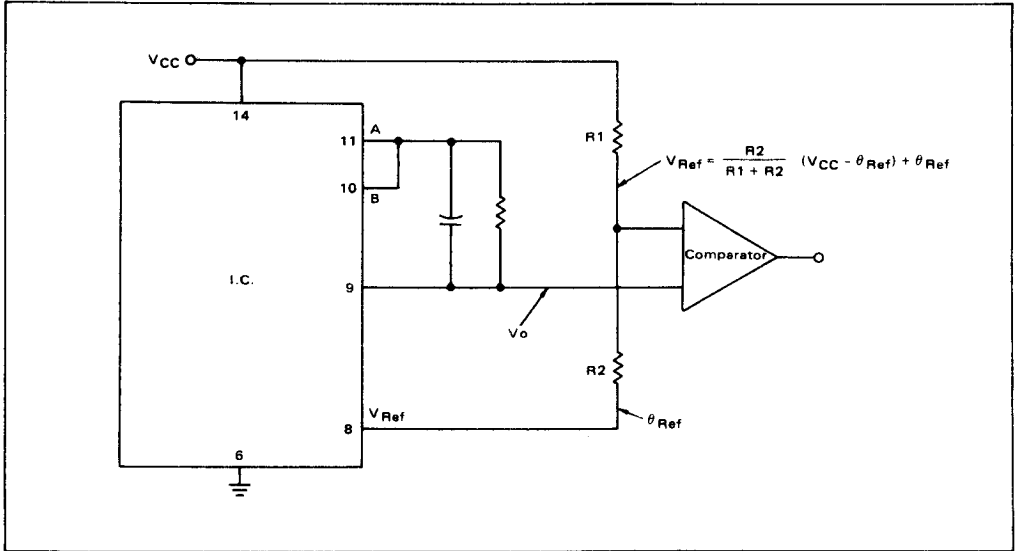 VCC
14
11 A
10
B
I.C.
9
Vo
8
VRef
6
R1
VRef = R2 / R1 + R2 (VCC - θRef) + θRef
Comparator
R2
θRef